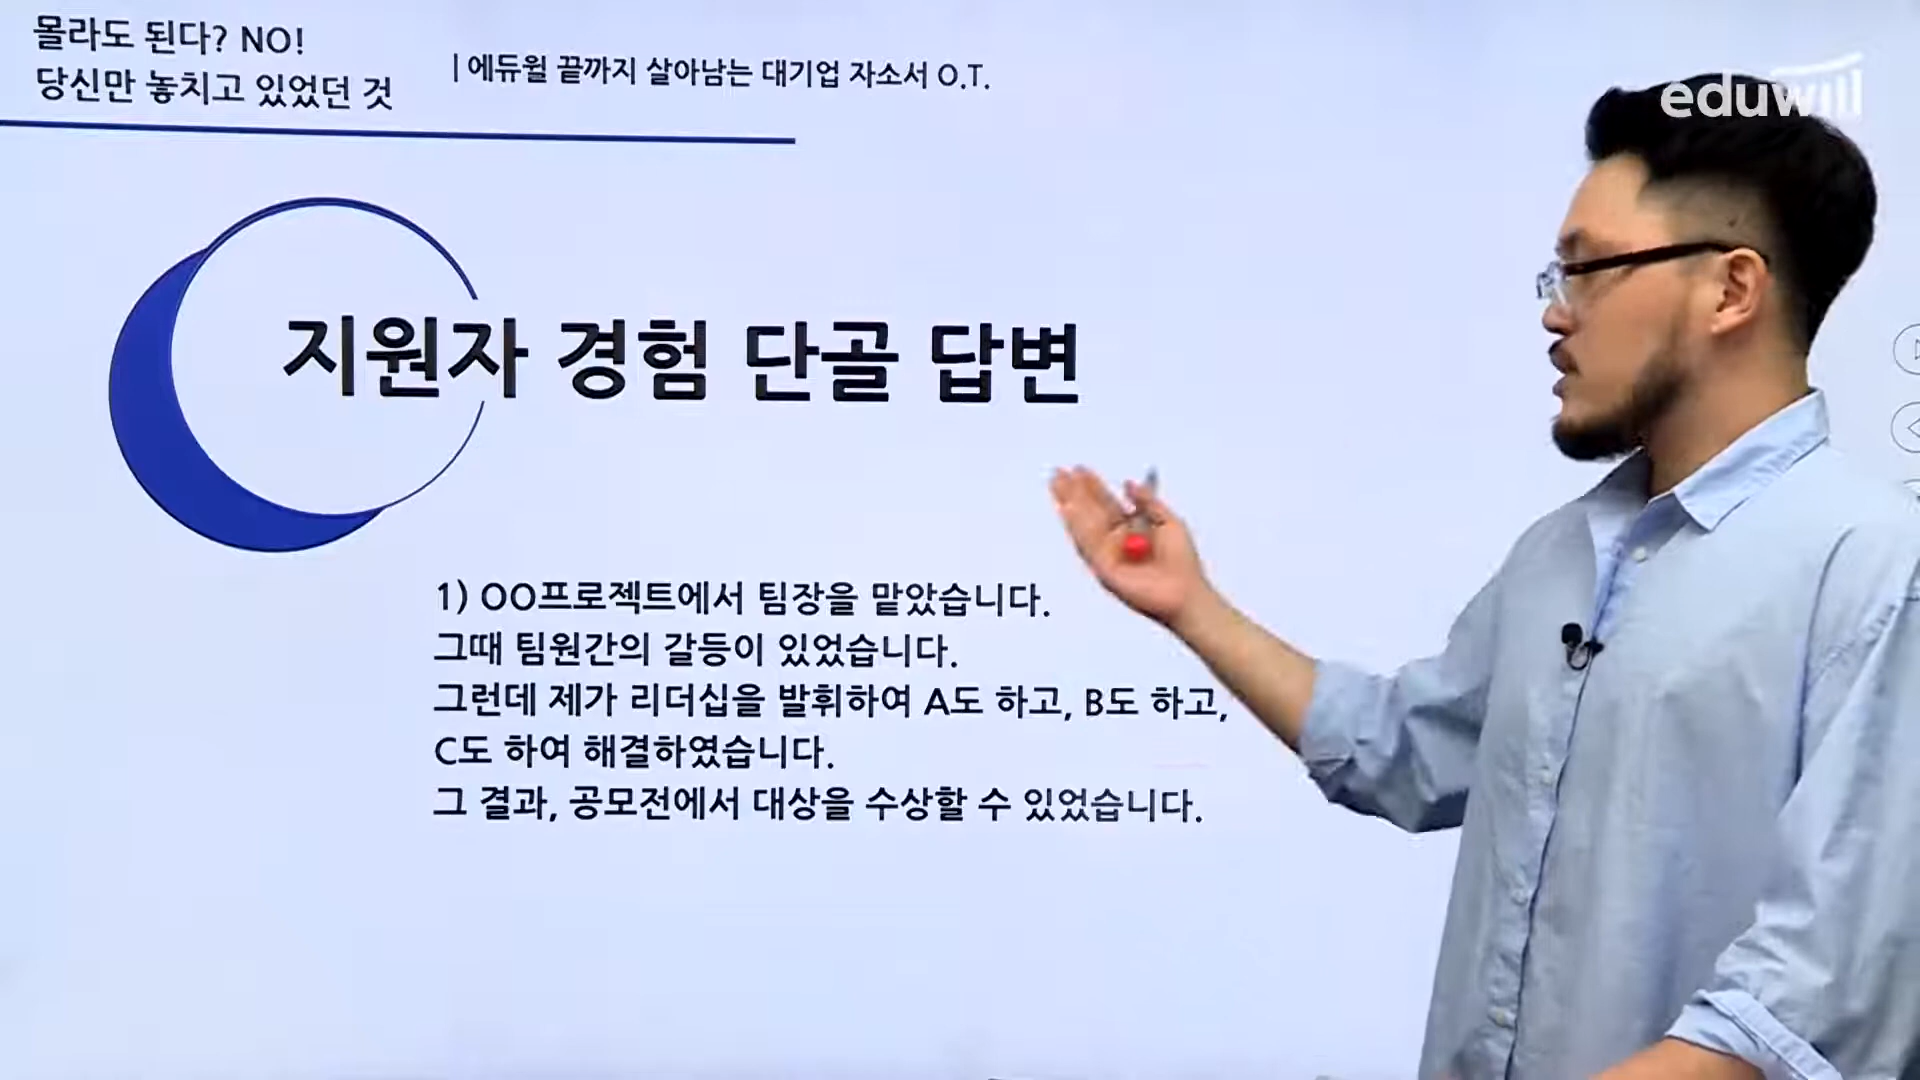 몰라도 된다? NO!
당신만 놓치고 있었던 것
| 에듀윌 끝까지 살아남는 대기업 자소서 O.T.
eduwill
지원자 경험 단골 답변
1) OO프로젝트에서 팀장을 맡았습니다.
그때 팀원간의 갈등이 있었습니다.
그런데 제가 리더십을 발휘하여 A도 하고, B도 하고,
C도 하여 해결하였습니다.
그 결과, 공모전에서 대상을 수상할 수 있었습니다.